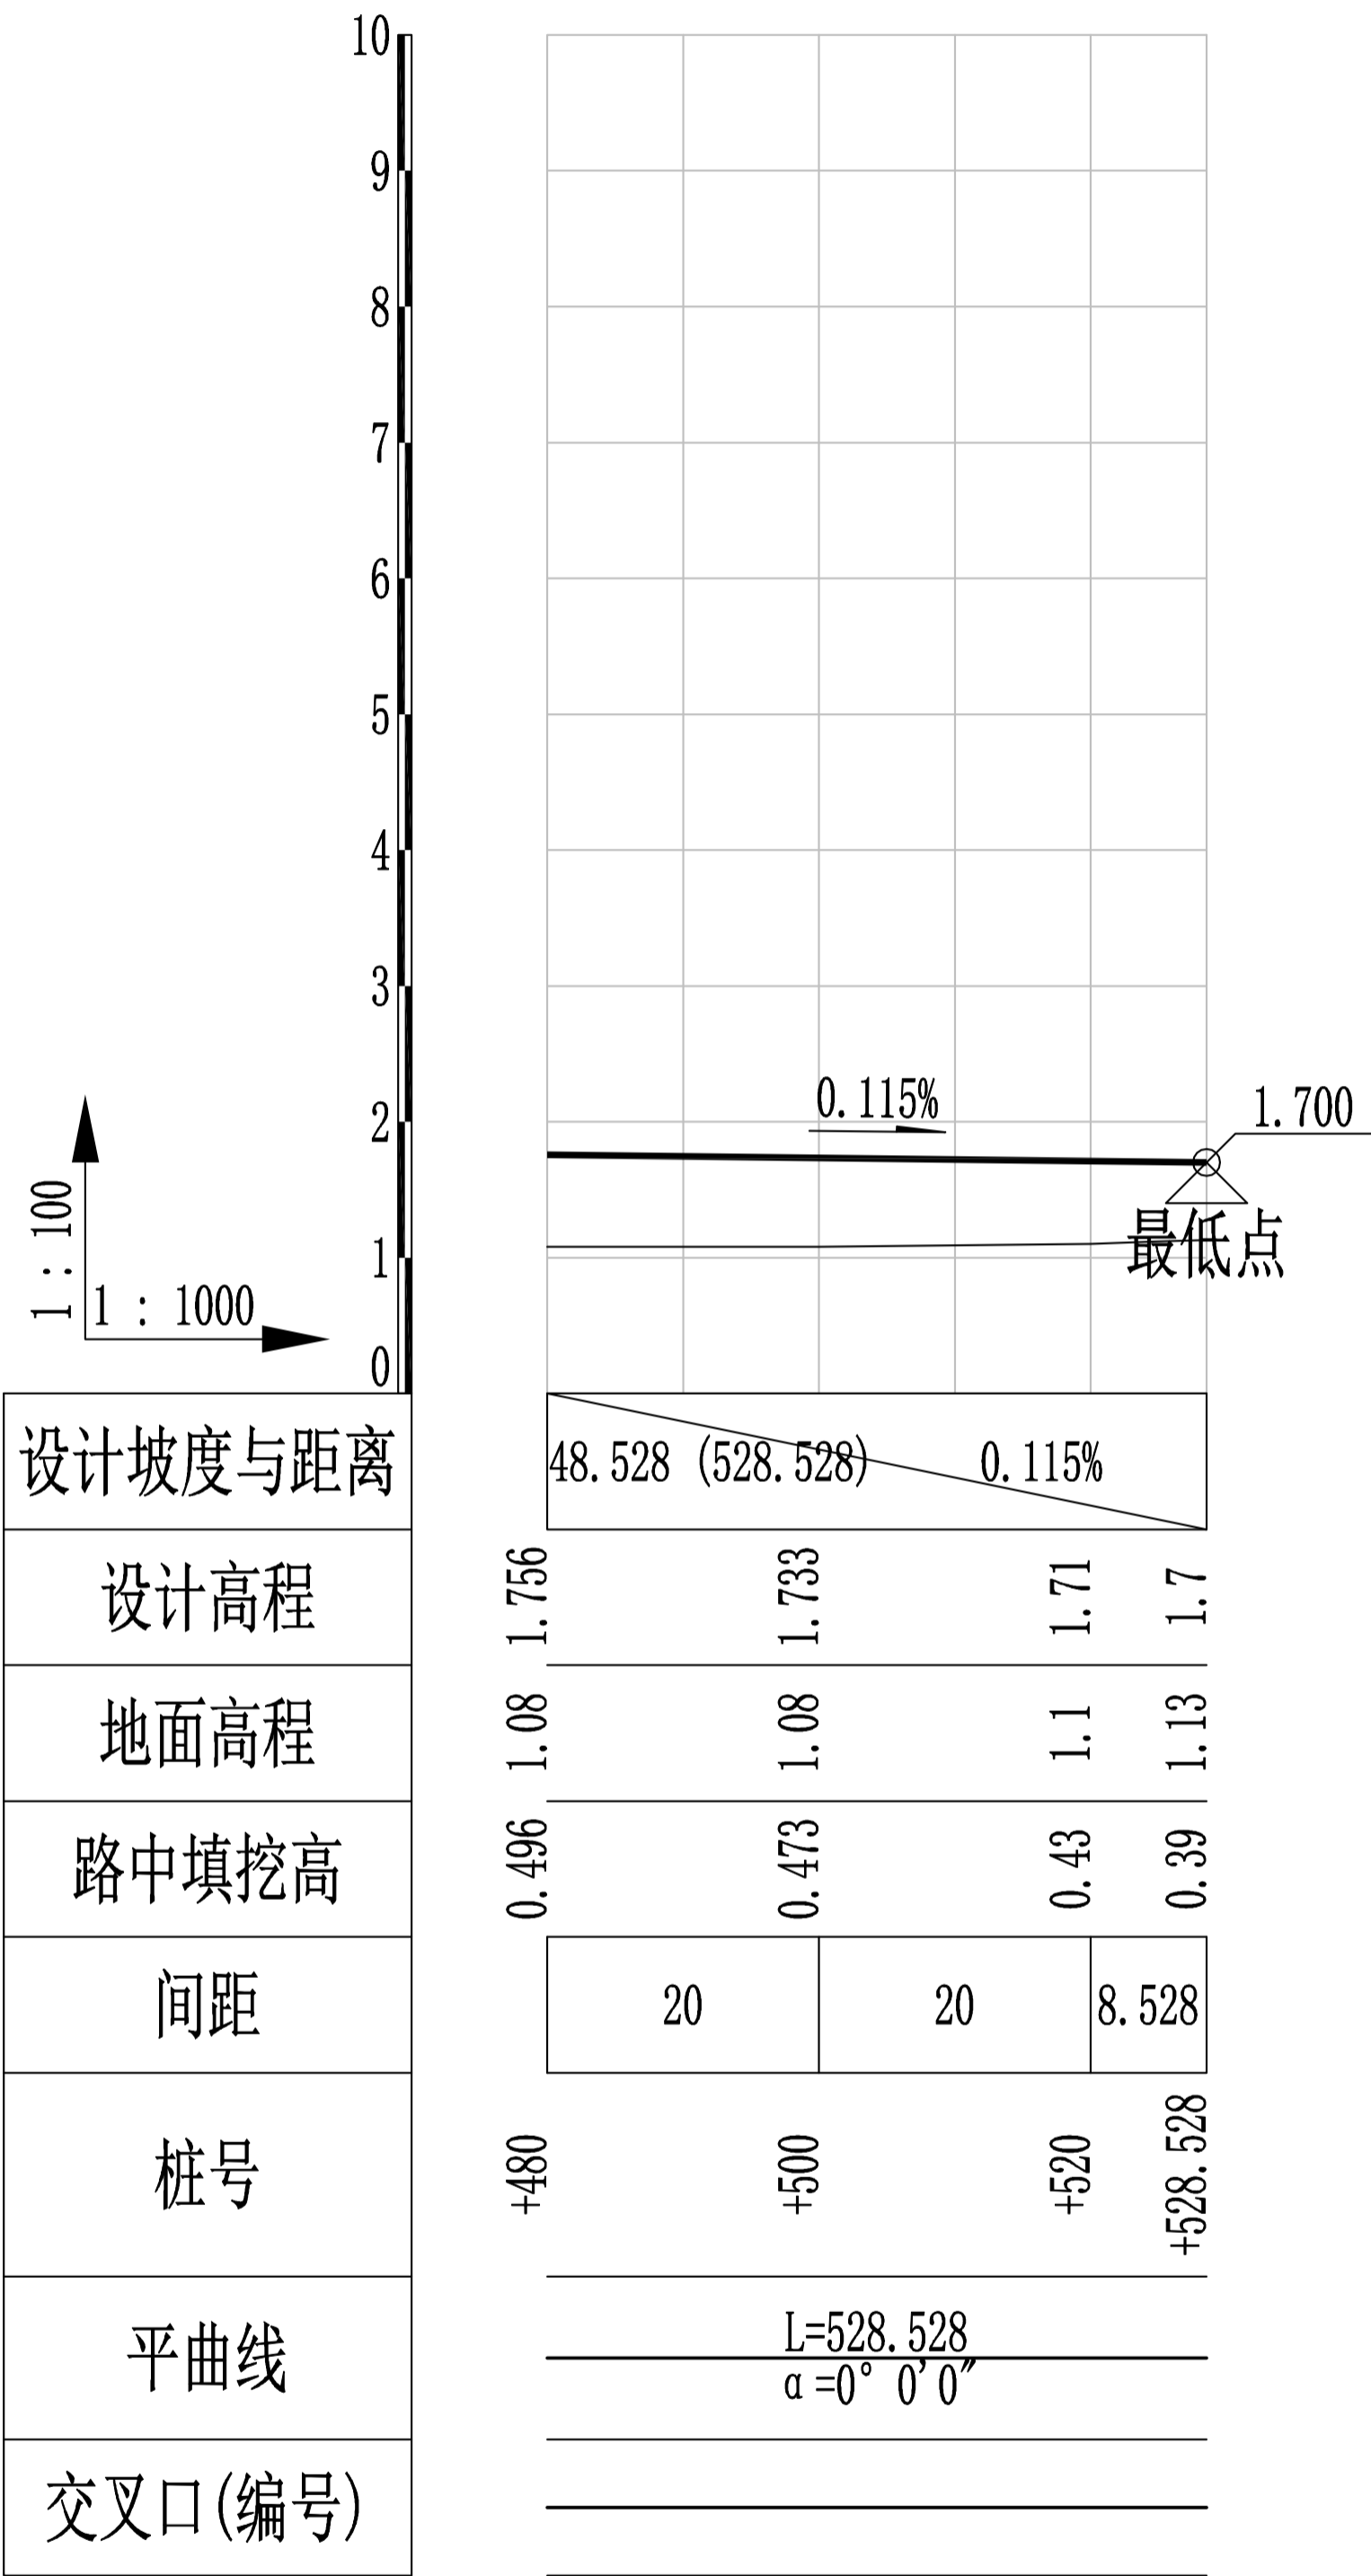 10
9
8
7
6
5
4
3
2
1
0
1 : 100
1 : 1000
0.115%
1.700
最低点
设计坡度与距离 48.528 (528.528) 0.115%
设计高程 1.756 1.733 1.71 1.7
地面高程 1.08 1.08 1.1 1.13
路中填挖高 0.496 0.473 0.43 0.39
间距 20 20 8.528
桩号 +480 +500 +520 +528.528
平曲线 L=528.528
α=0° 0'0"
交叉口(编号)